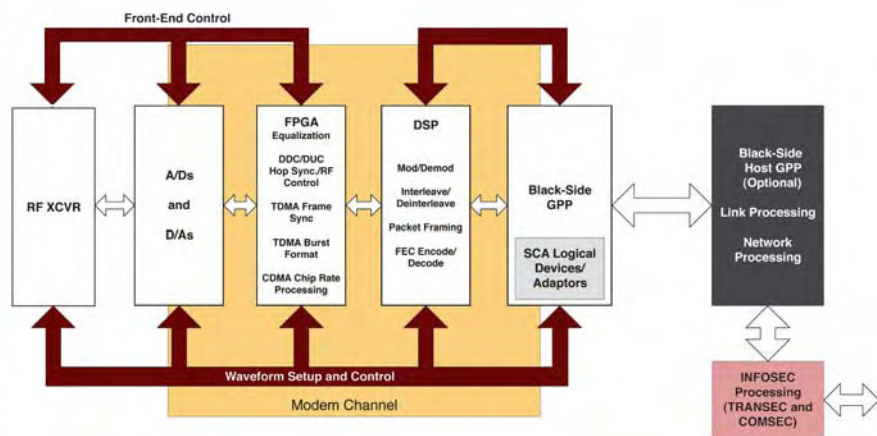 Front-End Control
RF XCVR
A/Ds
and
D/As
FPGA
Equalization
DDC/DUC
Hop Sync./RF
Control
TDMA Frame
Sync
TDMA Burst
Format
CDMA Chip Rate
Processing
DSP
Mod/Demod
Interleave/
Deinterleave
Packet Framing
FEC Encode/
Decode
Black-Side
GPP
SCA Logical
Devices/
Adaptors
Black-Side
Host GPP
(Optional)
Link Processing
Network
Processing
Waveform Setup and Control
Modem Channel
INFOSEC
Processing
(TRANSEC and
COMSEC)